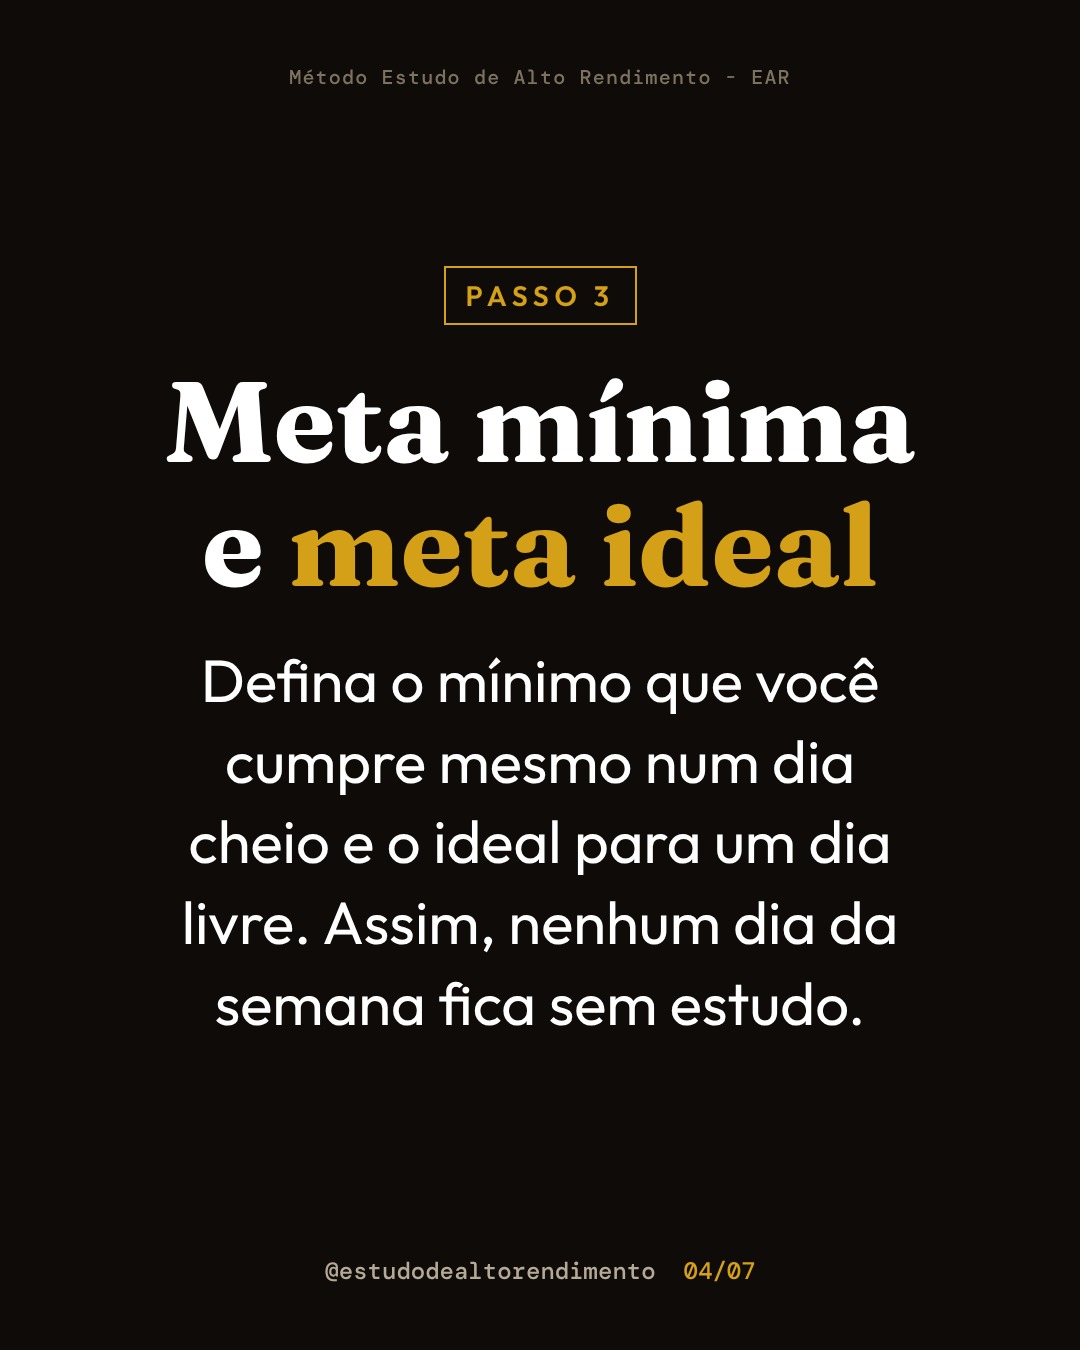 Método Estudo de Alto Rendimento - EAR
PASSO 3
Meta mínima
e meta ideal
Defina o mínimo que você
cumpre mesmo num dia
cheio e o ideal para um dia
livre. Assim, nenhum dia da
semana fica sem estudo.
@estudodealtorendimento 04/07